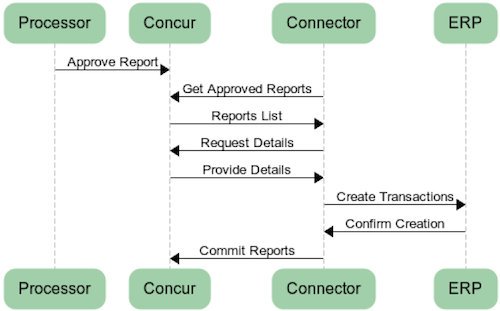 Processor Concur Connector ERP
Approve Report
Get Approved Reports
Reports List
Request Details
Provide Details
Create Transactions
Confirm Creation
Commit Reports
Processor Concur Connector ERP